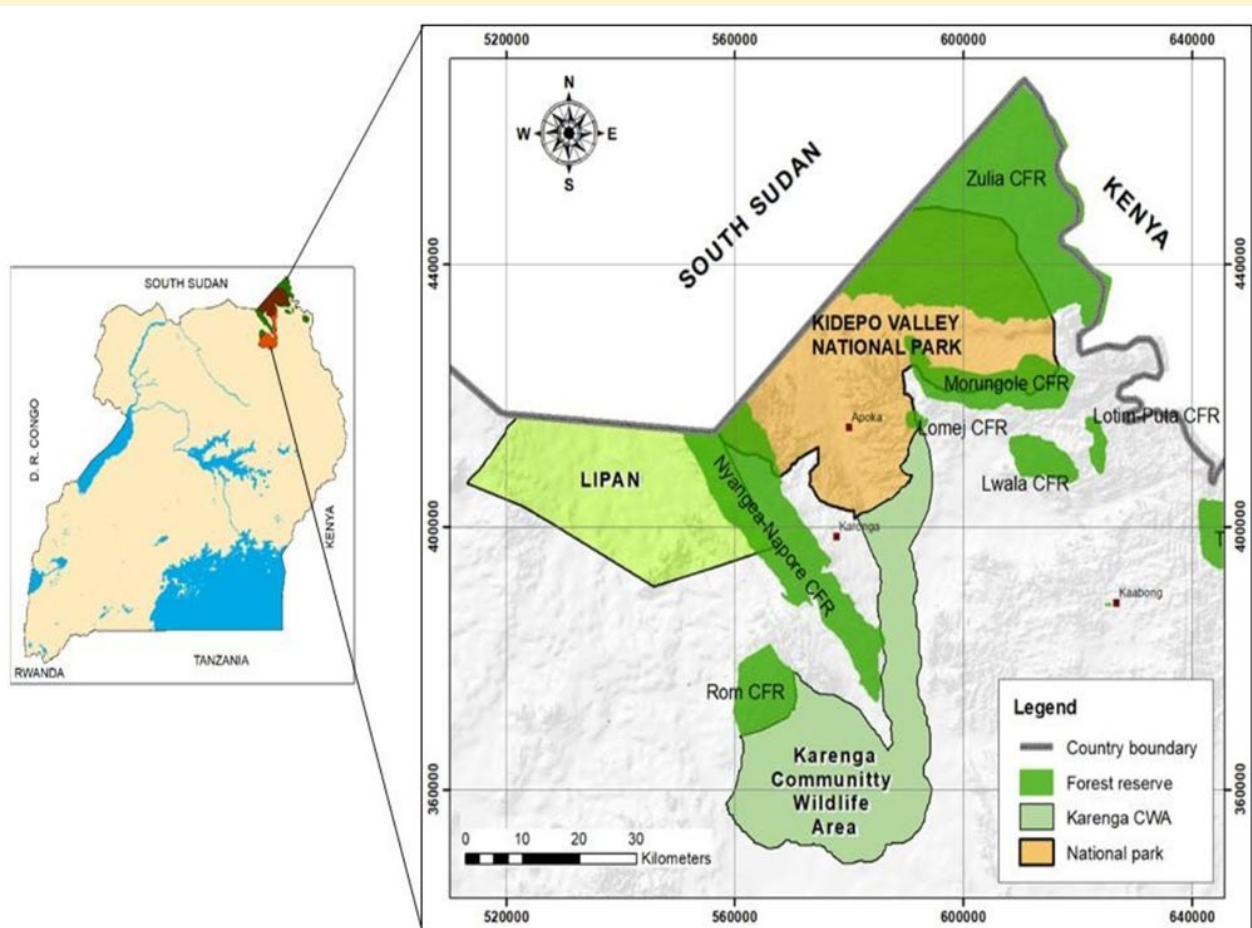 SOUTH SUDAN
D. R. CONGO
KENYA
TANZANIA
RWANDA
520000
560000
600000
640000
N
W
E
S
SOUTH SUDAN
KENYA
Zulia CFR
440000
440000
KIDEPO VALLEY
NATIONAL PARK
Morungole CFR
Apoka
Lomej CFR
Lotim-Puta CFR
LIPAN
Nyangea-Napore CFR
Lwala CFR
400000
400000
Karenga
T
Kaabong
Rom CFR
Karenga
Communitty
Wildlife
Area
360000
360000
0
10
20
30
Kilometers
Legend
Country boundary
Forest reserve
Karenga CWA
National park
520000
560000
600000
640000